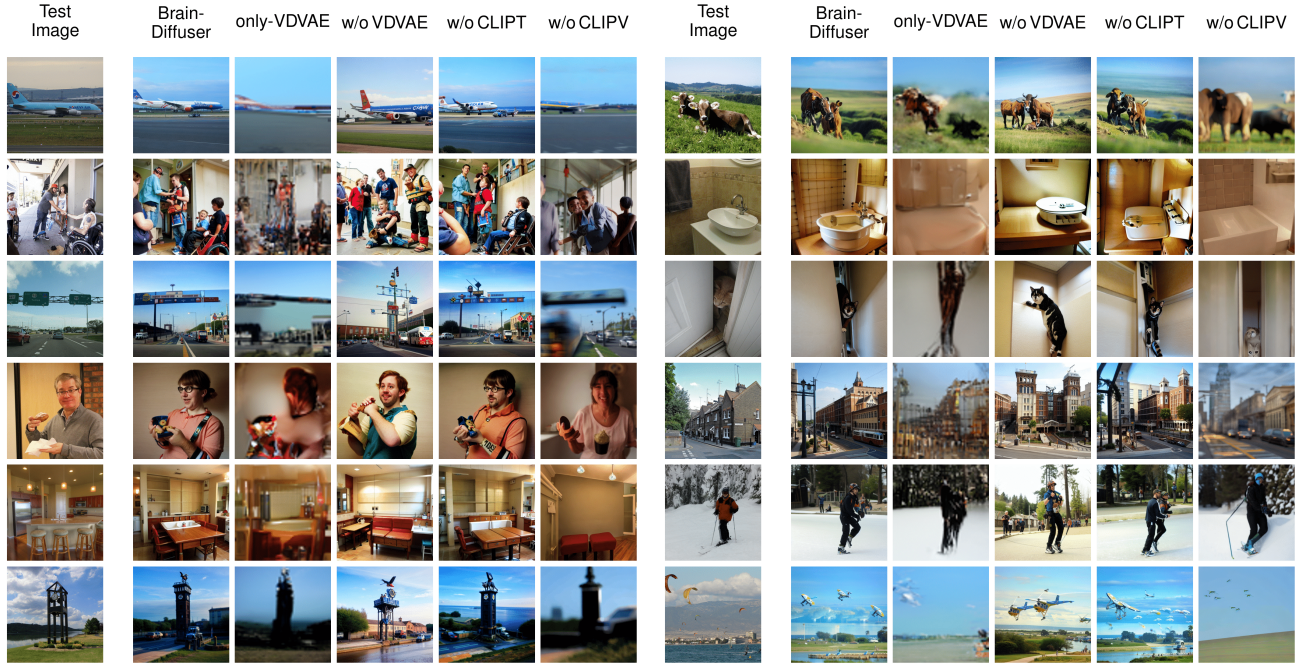 Test
Image
Brain-
Diffuser
only-VDVAE
w/o VDVAE
w/o CLIPT
w/o CLIPV
Test
Image
Brain-
Diffuser
only-VDVAE
w/o VDVAE
w/o CLIPT
w/o CLIPV